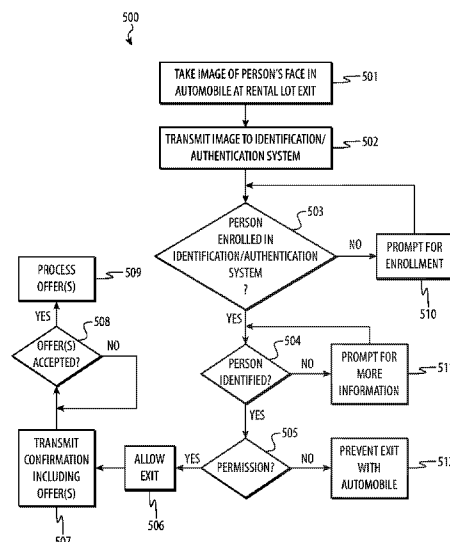 500
TAKE IMAGE OF PERSON'S FACE IN
AUTOMOBILE AT RENTAL LOT EXIT
501
TRANSMIT IMAGE TO IDENTIFICATION/
AUTHENTICATION SYSTEM
502
PERSON
ENROLLED IN
IDENTIFICATION/AUTHENTICATION
SYSTEM
?
503
NO
PROMPT FOR
ENROLLMENT
510
YES
PROCESS
OFFER(S)
509
YES
508
OFFER(S)
ACCEPTED?
NO
504
PERSON
IDENTIFIED?
NO
PROMPT FOR
MORE
INFORMATION
YES
505
PERMISSION?
NO
PREVENT EXIT
WITH
AUTOMOBILE
YES
ALLOW
EXIT
506
TRANSMIT
CONFIRMATION
INCLUDING
OFFER(S)
507